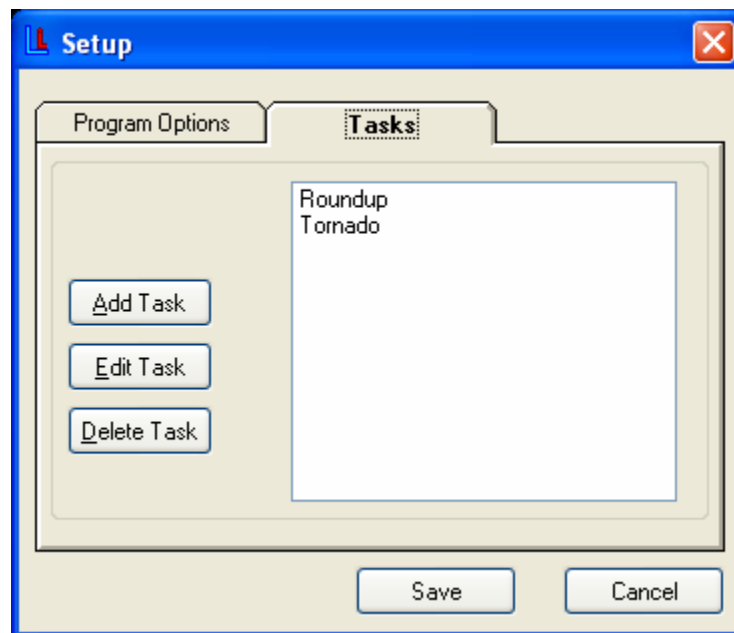 Setup
Program Options
Tasks
Roundup
Tornado
Add Task
Edit Task
Delete Task
Save
Cancel